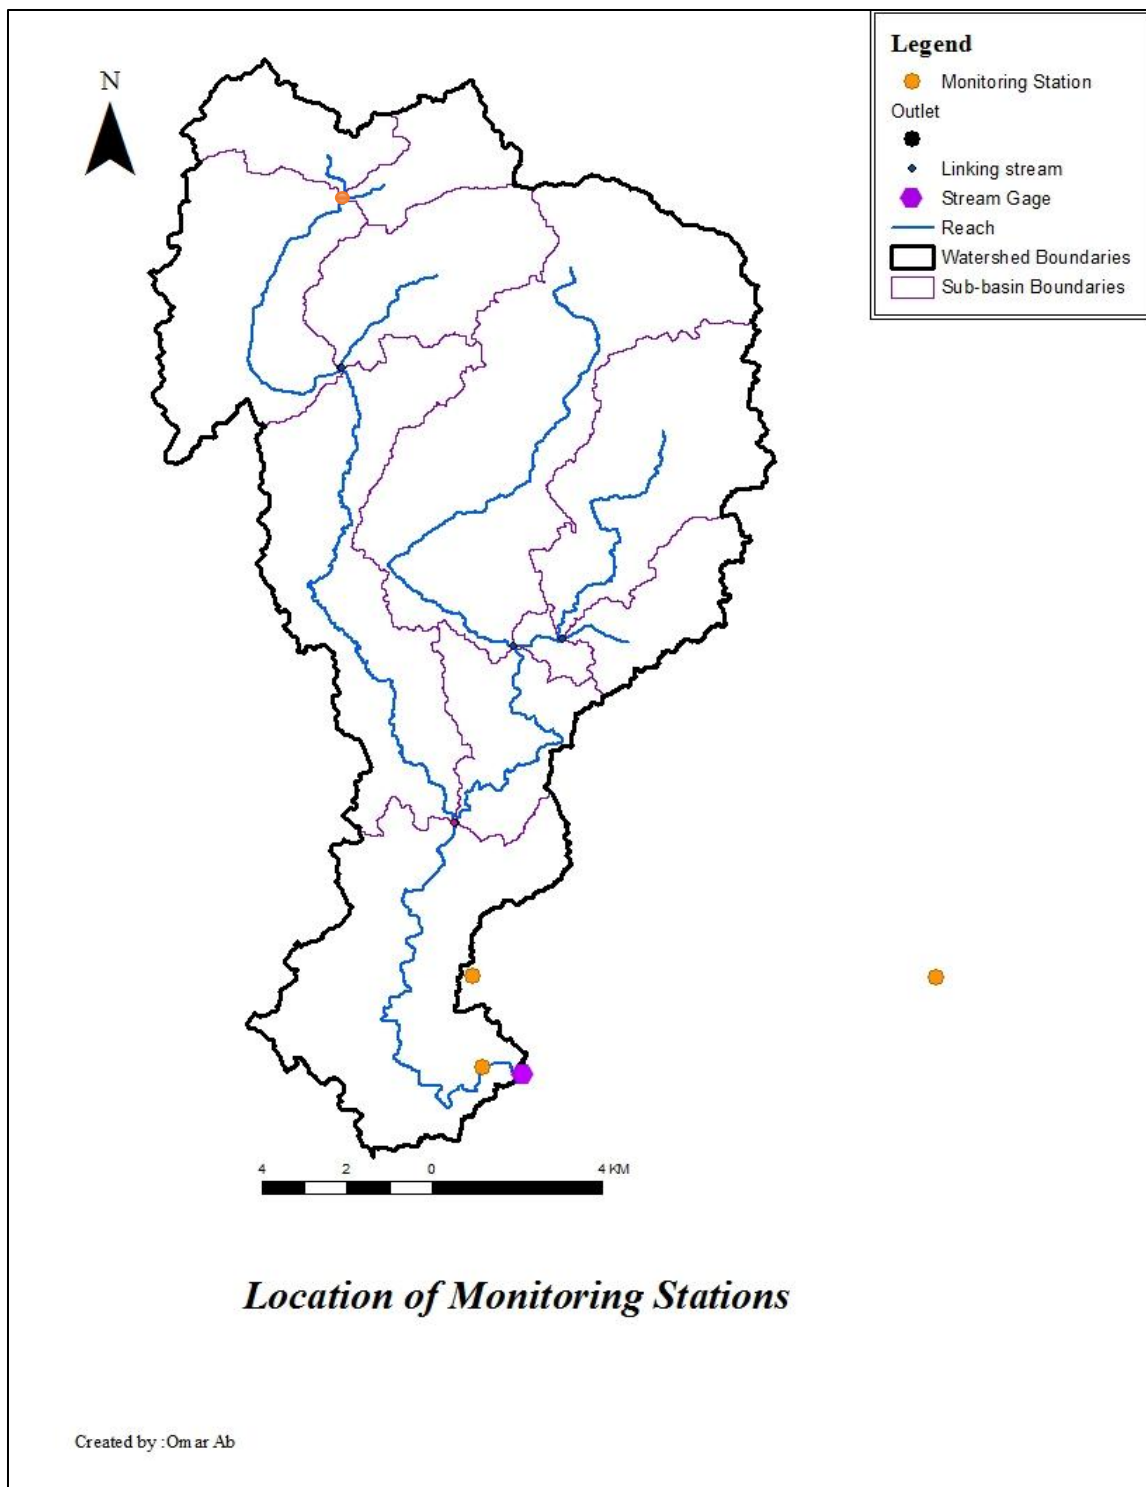 N
Legend
Monitoring Station
Outlet
Linking stream
Stream Gage
Reach
Watershed Boundaries
Sub-basin Boundaries
4 2 0 4 KM
Location of Monitoring Stations
Created by :Omar Ab